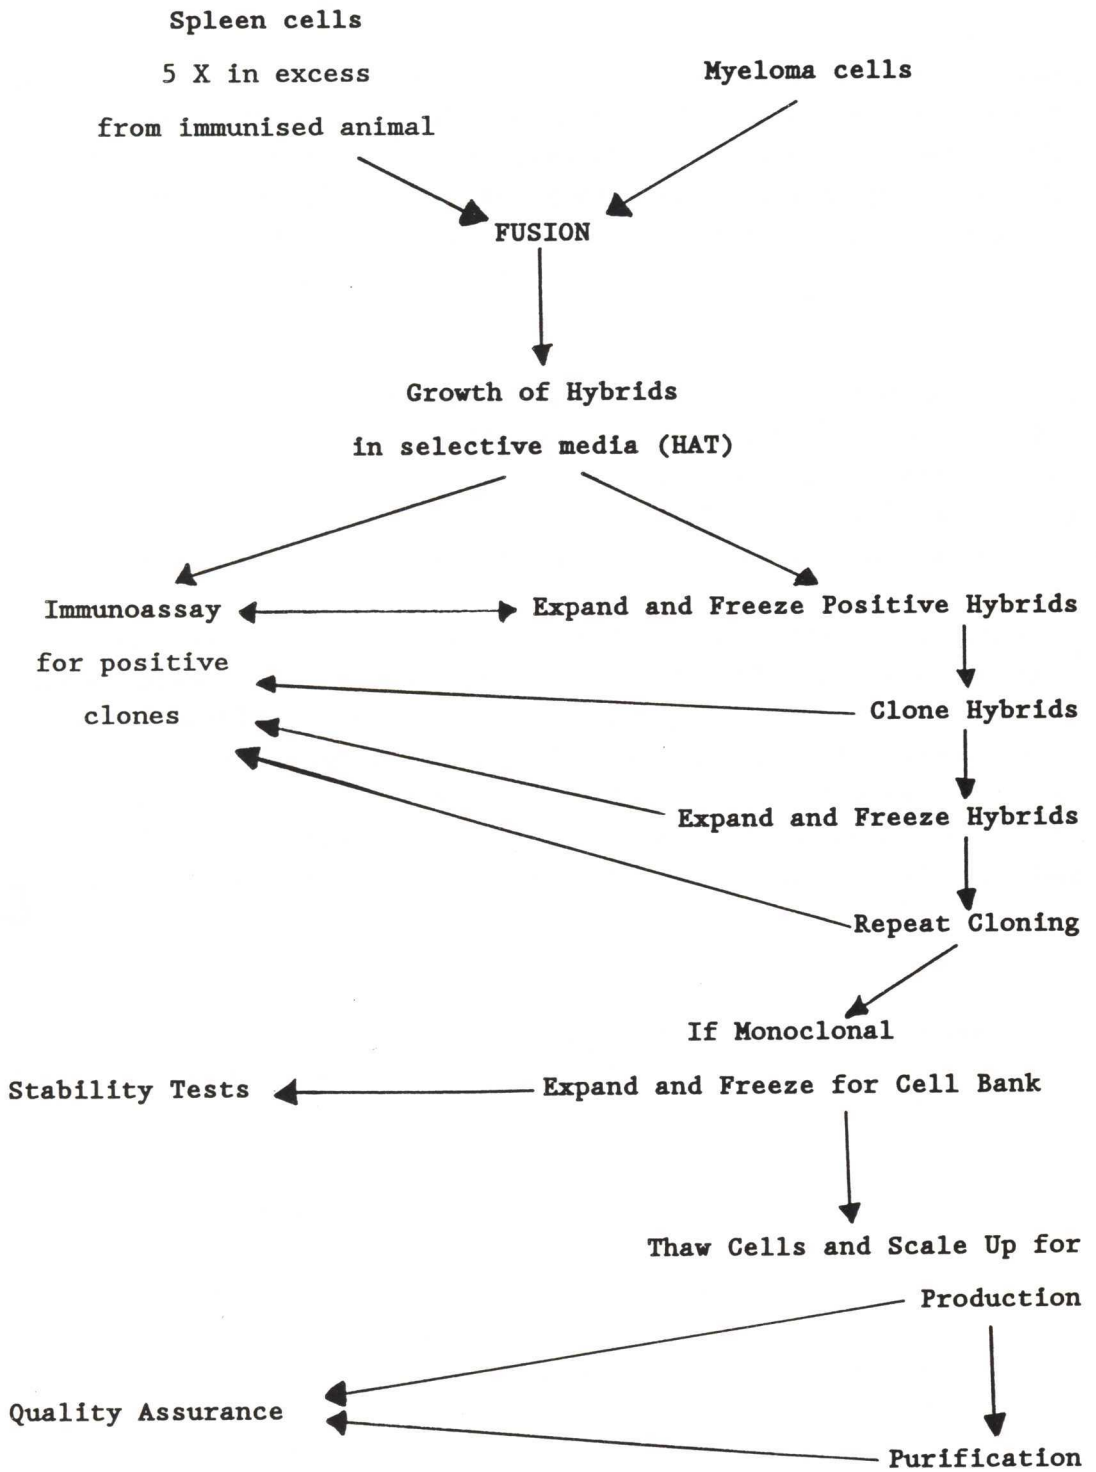 Spleen cells
5 X in excess
from immunised animal
Myeloma cells
FUSION
Growth of Hybrids
in selective media (HAT)
Immunoassay
for positive
clones
Expand and Freeze Positive Hybrids
Clone Hybrids
Expand and Freeze Hybrids
Repeat Cloning
If Monoclonal
Expand and Freeze for Cell Bank
Stability Tests
Thaw Cells and Scale Up for
Production
Quality Assurance
Purification